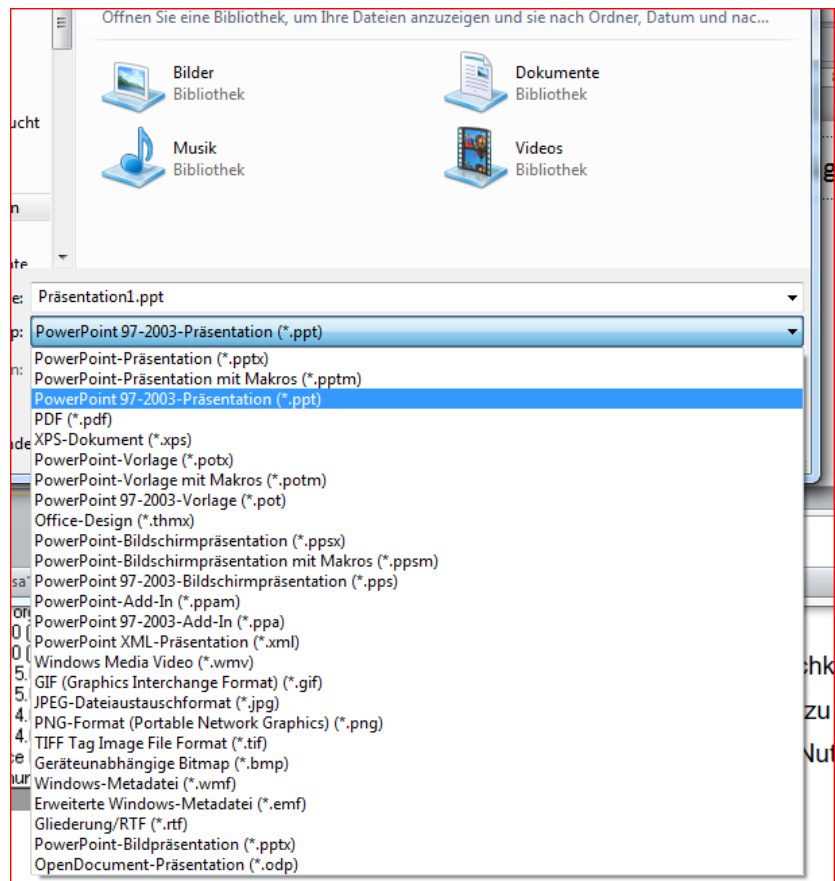 Öffnen Sie eine Bibliothek, um Ihre Dateien anzuzeigen und sie nach Ordner, Datum und nac...
Bilder
Bibliothek
Dokumente
Bibliothek
Musik
Bibliothek
Videos
Bibliothek
ucht
n
te
g
e: Präsentation1.ppt
p: PowerPoint 97-2003-Präsentation (*.ppt)
n:
PowerPoint-Präsentation (*.pptx)
PowerPoint-Präsentation mit Makros (*.pptm)
PowerPoint 97-2003-Präsentation (*.ppt)
PDF (*.pdf)
XPS-Dokument (*.xps)
PowerPoint-Vorlage (*.potx)
PowerPoint-Vorlage mit Makros (*.potm)
PowerPoint 97-2003-Vorlage (*.pot)
Office-Design (*.thmx)
PowerPoint-Bildschirmpräsentation (*.ppsx)
PowerPoint-Bildschirmpräsentation mit Makros (*.ppsm)
PowerPoint 97-2003-Bildschirmpräsentation (*.pps)
PowerPoint-Add-In (*.ppam)
PowerPoint 97-2003-Add-In (*.ppa)
PowerPoint XML-Präsentation (*.xml)
Windows Media Video (*.wmv)
GIF (Graphics Interchange Format) (*.gif)
JPEG-Dateiaustauschformat (*.jpg)
PNG-Format (Portable Network Graphics) (*.png)
TIFF Tag Image File Format (*.tif)
Geräteunabhängige Bitmap (*.bmp)
Windows-Metadatei (*.wmf)
Erweiterte Windows-Metadatei (*.emf)
Gliederung/RTF (*.rtf)
PowerPoint-Bildpräsentation (*.pptx)
OpenDocument-Präsentation (*.odp)
zu
Nut